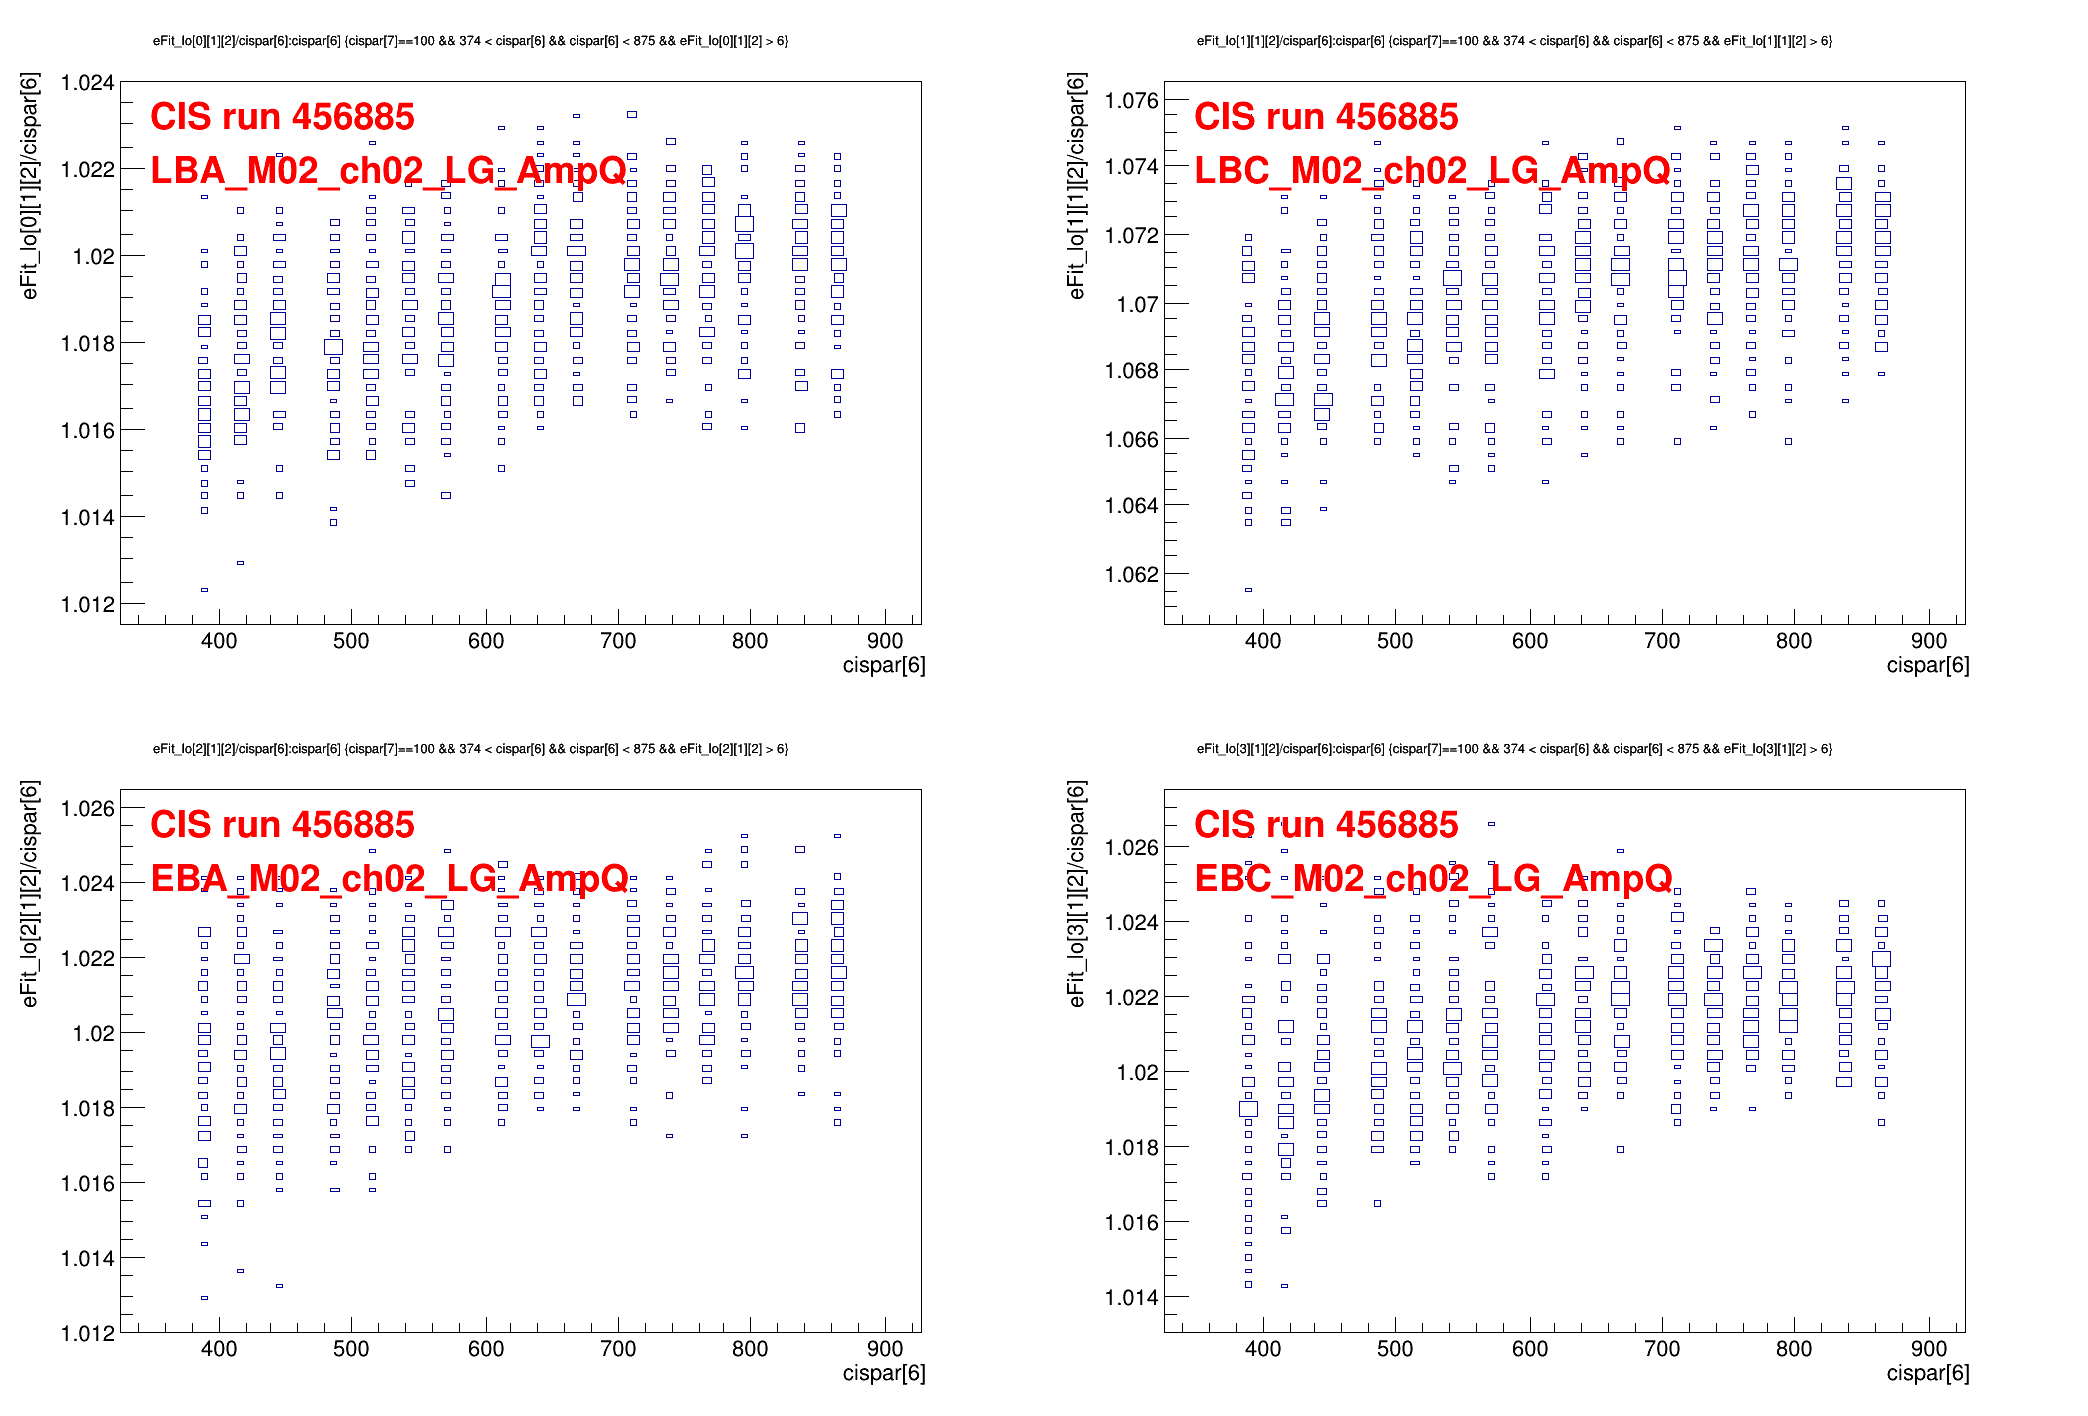 eFit_lo[0][1][2]/cispar[6]:cispar[6] {cispar[7]==100 && 374 < cispar[6] && cispar[6] < 875 && eFit_lo[0][1][2] > 6}
eFit_lo[0][1][2]/cispar[6]
CIS run 456885
LBA_M02_ch02_LG_AmpQ
1.024
1.022
1.02
1.018
1.016
1.014
1.012
400 500 600 700 800 900
cispar[6]
eFit_lo[1][1][2]/cispar[6]:cispar[6] {cispar[7]==100 && 374 < cispar[6] && cispar[6] < 875 && eFit_lo[1][1][2] > 6}
eFit_lo[1][1][2]/cispar[6]
CIS run 456885
LBC_M02_ch02_LG_AmpQ
1.076
1.074
1.072
1.07
1.068
1.066
1.064
1.062
400 500 600 700 800 900
cispar[6]
eFit_lo[2][1][2]/cispar[6]:cispar[6] {cispar[7]==100 && 374 < cispar[6] && cispar[6] < 875 && eFit_lo[2][1][2] > 6}
eFit_lo[2][1][2]/cispar[6]
CIS run 456885
EBA_M02_ch02_LG_AmpQ
1.026
1.024
1.022
1.02
1.018
1.016
1.014
1.012
400 500 600 700 800 900
cispar[6]
eFit_lo[3][1][2]/cispar[6]:cispar[6] {cispar[7]==100 && 374 < cispar[6] && cispar[6] < 875 && eFit_lo[3][1][2] > 6}
eFit_lo[3][1][2]/cispar[6]
CIS run 456885
EBC_M02_ch02_LG_AmpQ
1.026
1.024
1.022
1.02
1.018
1.016
1.014
400 500 600 700 800 900
cispar[6]